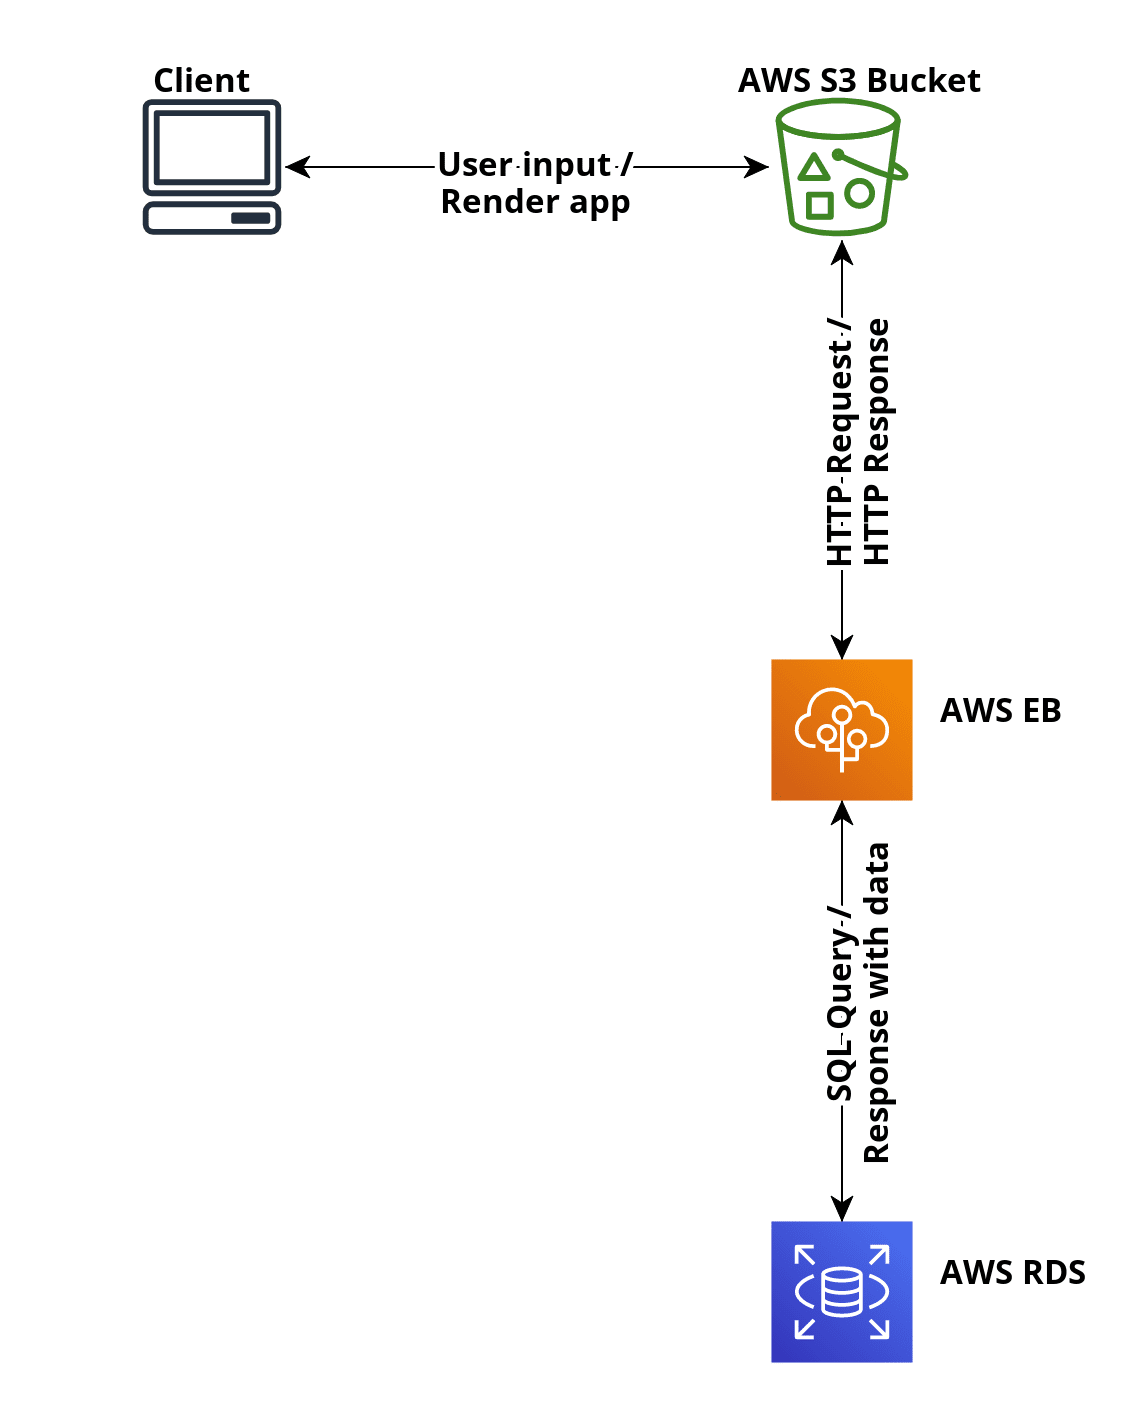 Client
AWS S3 Bucket
User input /
Render app
HTTP Request /
HTTP Response
AWS EB
SQL Query /
Response with data
AWS RDS